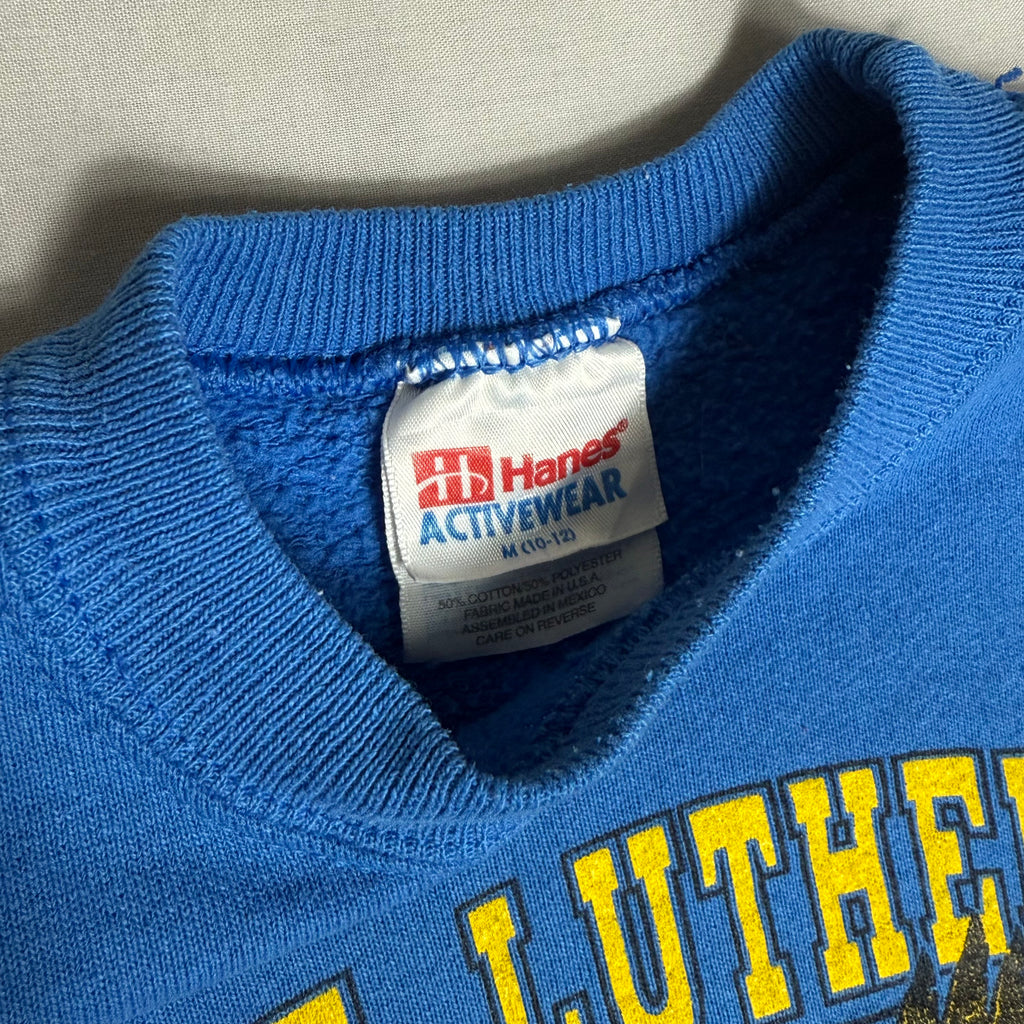 Hanes®
ACTIVEWEAR
M (10-12)
50% COTTON/50% POLYESTER
FABRIC MADE IN U.S.A.
ASSEMBLED IN MEXICO
CARE ON REVERSE
LUTHE